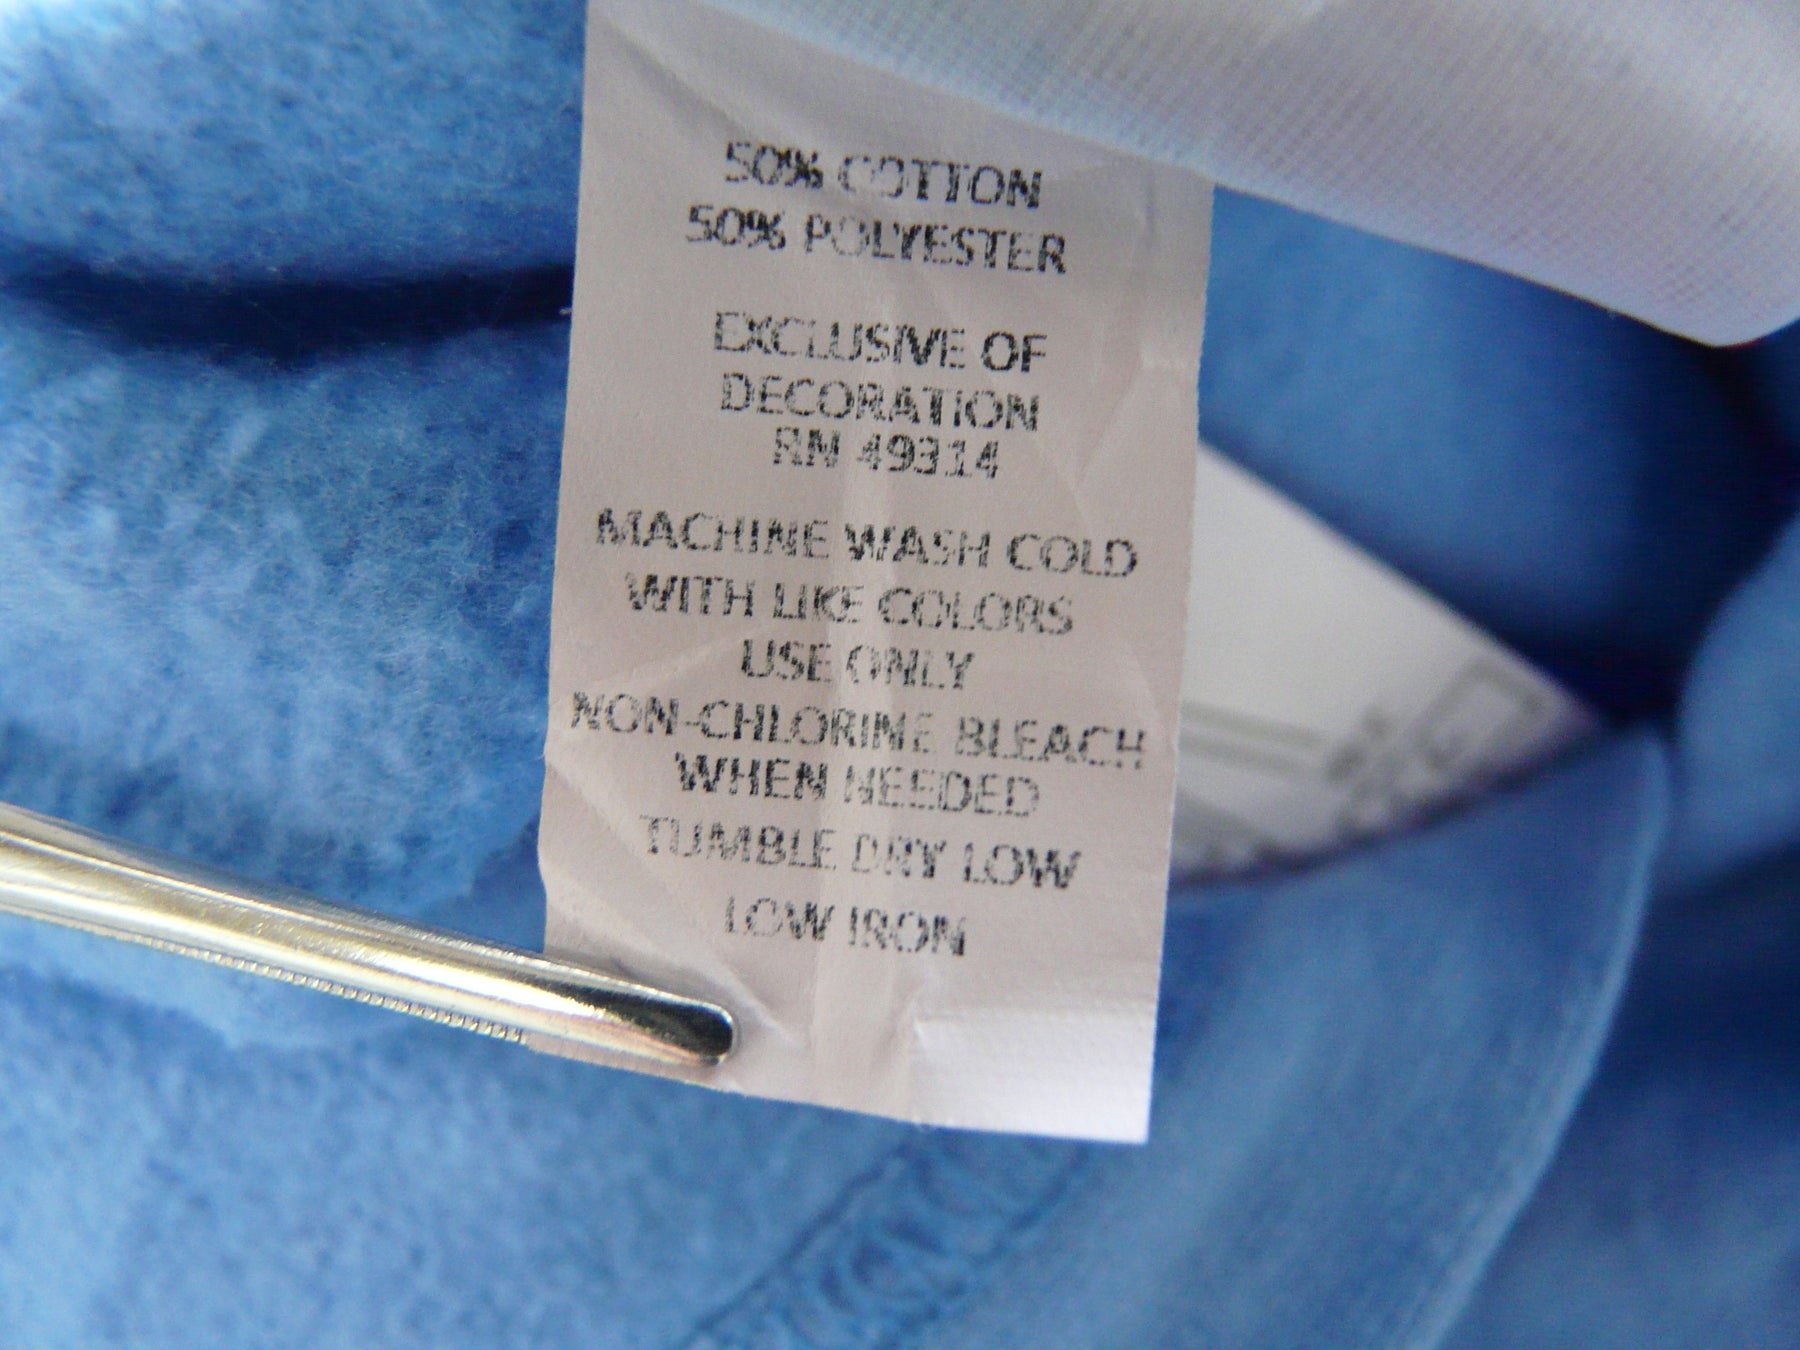 50% COTTON
50% POLYESTER
EXCLUSIVE OF
DECORATION
RN 49314
MACHINE WASH COLD
WITH LIKE COLORS
USE ONLY
NON-CHLORINE BLEACH
WHEN NEEDED
TUMBLE DRY LOW
LOW IRON